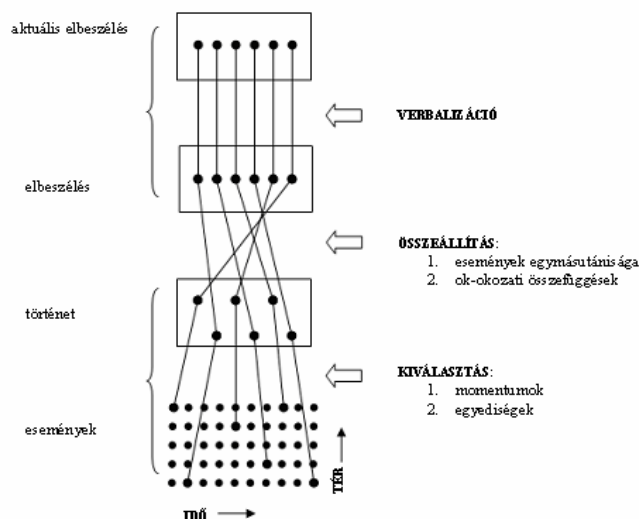 aktuális elbeszélés
VERBALIZÁCIÓ
elbeszélés
ÖSSZEÁLLÍTÁS:
1. események egymásutánisága
2. ok-okozati összefüggések
történet
KIVÁLASZTÁS:
1. momentumok
2. egyediségek
események
TÉR
IDŐ